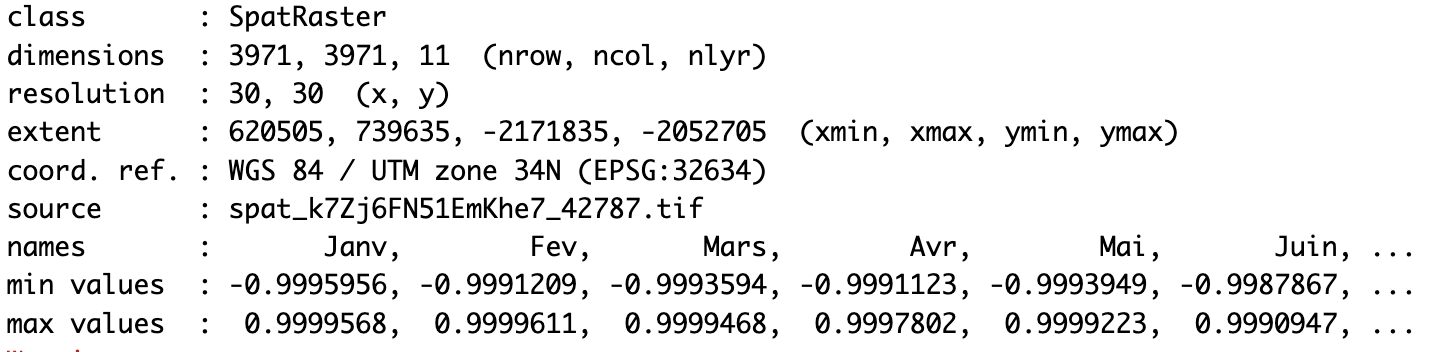 class : SpatRaster
dimensions : 3971, 3971, 11 (nrow, ncol, nlyr)
resolution : 30, 30 (x, y)
extent : 620505, 739635, -2171835, -2052705 (xmin, xmax, ymin, ymax)
coord. ref. : WGS 84 / UTM zone 34N (EPSG:32634)
source : spat_k7Zj6FN51EmKhe7_42787.tif
names : Janv, Fev, Mars, Avr, Mai, Juin, ...
min values : -0.9995956, -0.9991209, -0.9993594, -0.9991123, -0.9993949, -0.9987867, ...
max values : 0.9999568, 0.9999611, 0.9999468, 0.9997802, 0.9999223, 0.9990947, ...